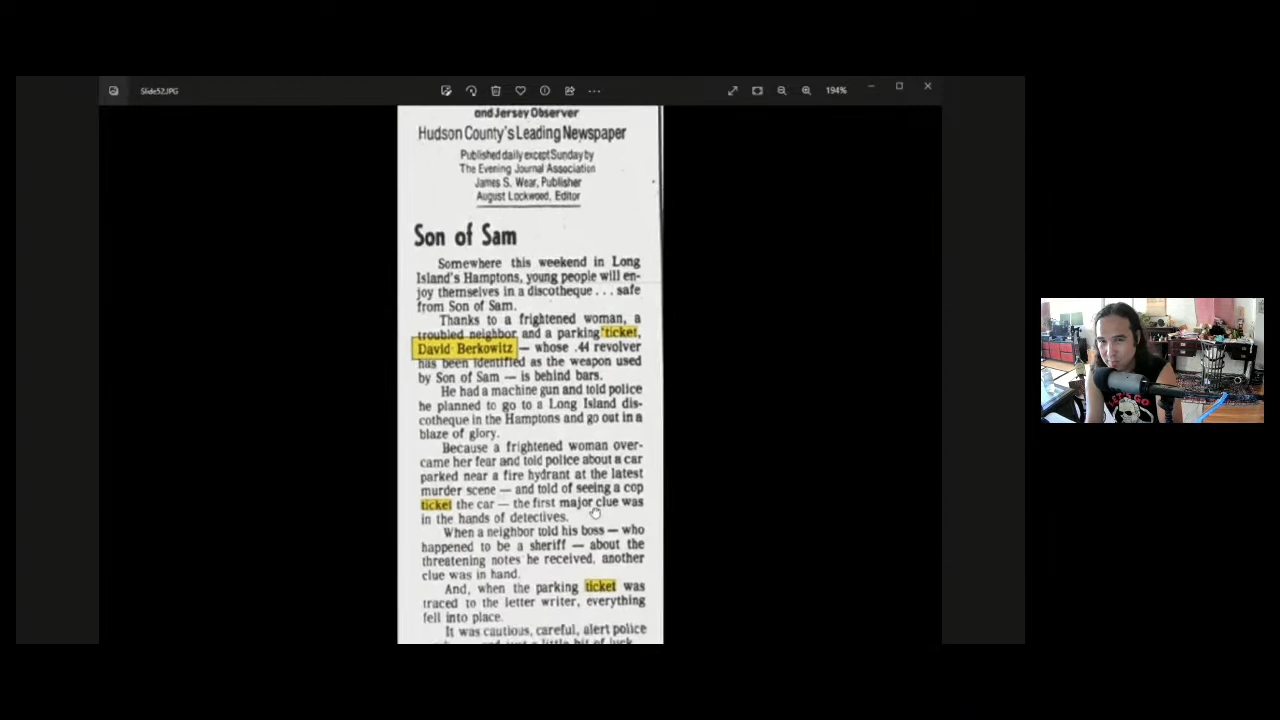 Slide52.JPG
194%
and Jersey Observer
Hudson County's Leading Newspaper
Published daily except Sunday by
The Evening Journal Association
James S. Wear, Publisher
August Lockwood, Editor
Son of Sam
Somewhere this weekend in Long
Island's Hamptons, young people will en-
joy themselves in a discotheque . . . safe
from Son of Sam.
Thanks to a frightened woman, a
troubled neighbor and a parking ticket,
David Berkowitz — whose .44 revolver
has been identified as the weapon used
by Son of Sam — is behind bars.
He had a machine gun and told police
he planned to go to a Long Island dis-
cotheque in the Hamptons and go out in a
blaze of glory.
Because a frightened woman over-
came her fear and told police about a car
parked near a fire hydrant at the latest
murder scene — and told of seeing a cop
ticket the car — the first major clue was
in the hands of detectives.
When a neighbor told his boss — who
happened to be a sheriff — about the
threatening notes he received, another
clue was in hand.
And, when the parking ticket was
traced to the letter writer, everything
fell into place.
It was cautious, careful, alert police
and just a little bit of luck
LET'S GO